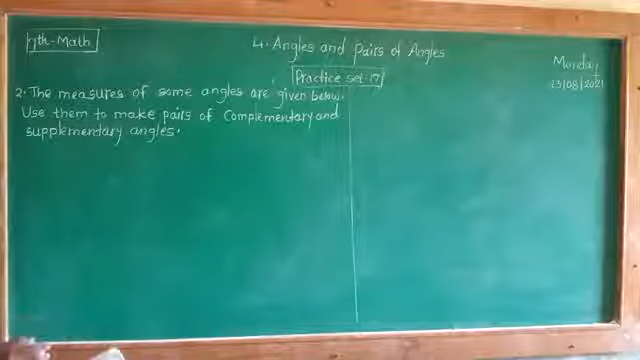 7th-Math
4. Angles and Pairs of Angles
Monday
23/08/2021
Practice Set-17
2. The measures of some angles are given below.
Use them to make pairs of Complementary and
supplementary angles.